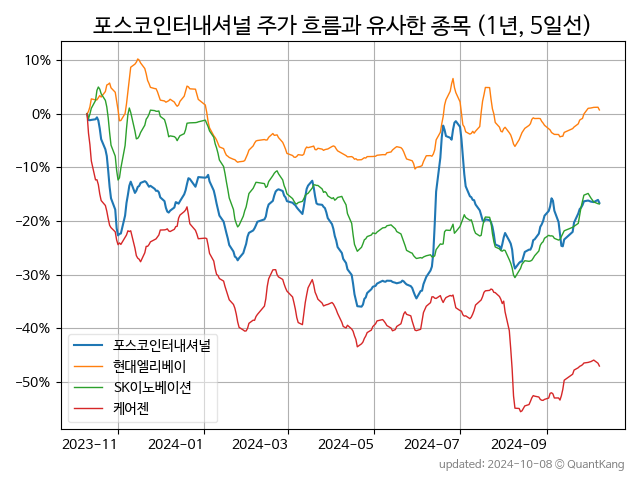 포스코인터내셔널 주가 흐름과 유사한 종목 (1년, 5일선)
10%
0%
−10%
−20%
−30%
−40%
−50%
포스코인터내셔널
현대엘리베이
SK이노베이션
케어젠
2023-11 2024-01 2024-03 2024-05 2024-07 2024-09
updated: 2024-10-08 © QuantKang